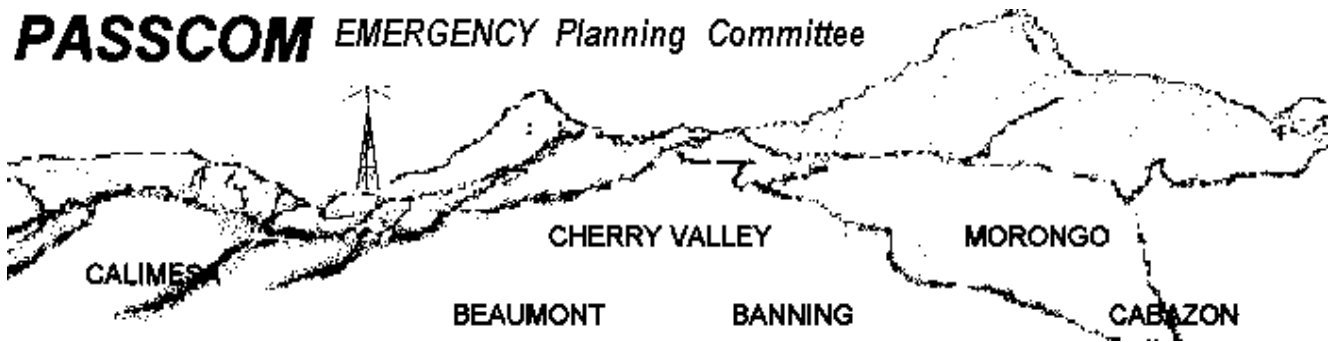 PASSCOM EMERGENCY Planning Committee
CHERRY VALLEY MORONGO
CALIMESA
BEAUMONT BANNING CABAZON